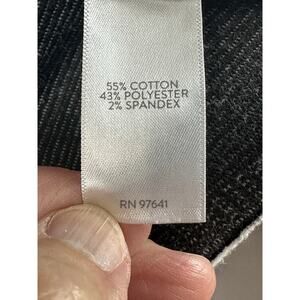 55% COTTON
43% POLYESTER
2% SPANDEX
RN 97641